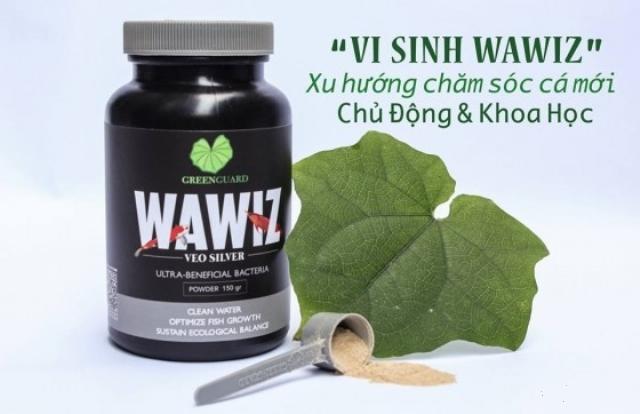 “VI SINH WAWIZ”
Xu hướng chăm sóc cá mới
Chủ Động & Khoa Học
GREENGUARD
WAWIZ
VEO SILVER
ULTRA-BENEFICIAL BACTERIA
POWDER 150 gr
CLEAN WATER
OPTIMIZE FISH GROWTH
SUSTAIN ECOLOGICAL BALANCE